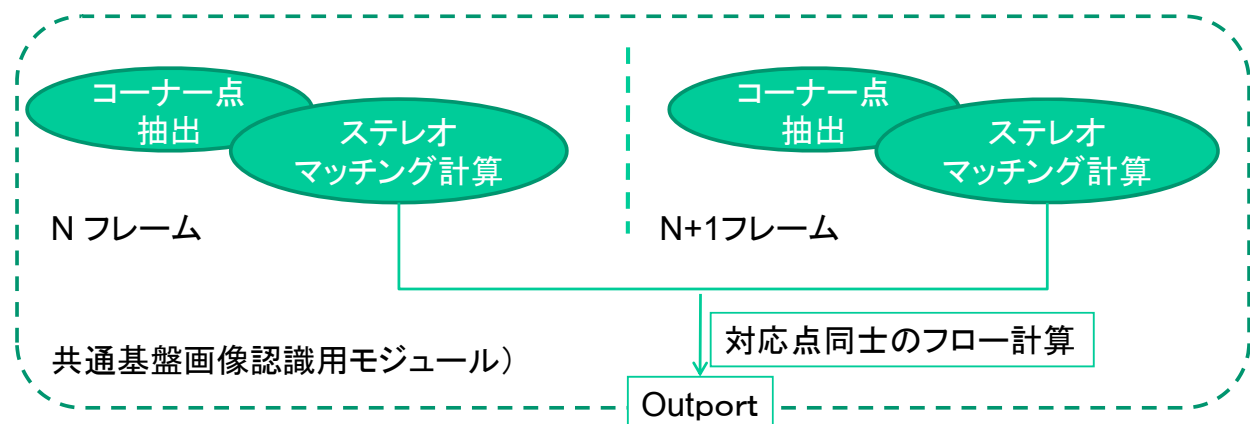 コーナー点
抽出
ステレオ
マッチング計算
N フレーム
コーナー点
抽出
ステレオ
マッチング計算
N+1フレーム
対応点同士のフロー計算
共通基盤画像認識用モジュール）
Outport